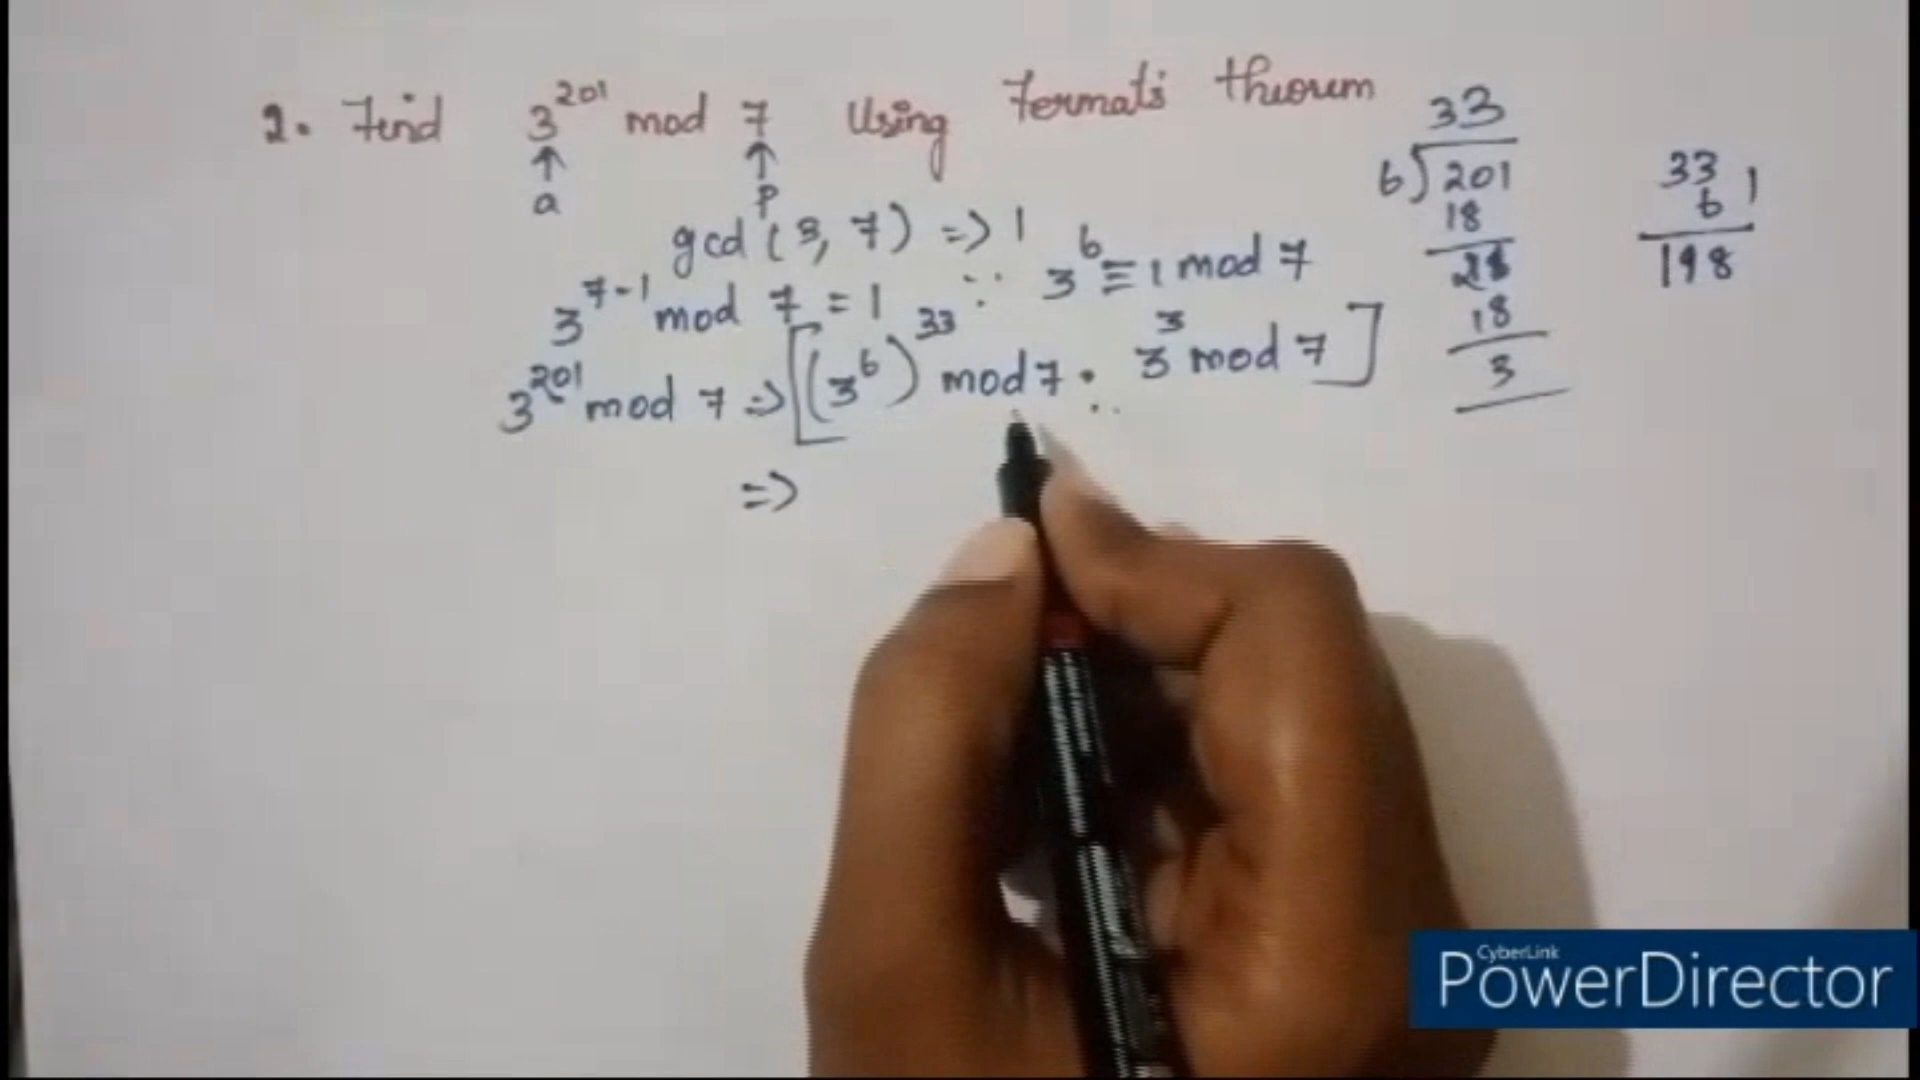 2. Find 3^201 mod 7 Using Fermat's theorem
↑ ↑
a p
gcd (3, 7) => 1
3^7-1 mod 7 = 1 ∵ 3^6 ≡ 1 mod 7
3^201 mod 7 => [(3^6)^33 mod 7 • 3^3 mod 7]
=>
33
6)201
18
21
18
3
33
6
198
CyberLink
PowerDirector